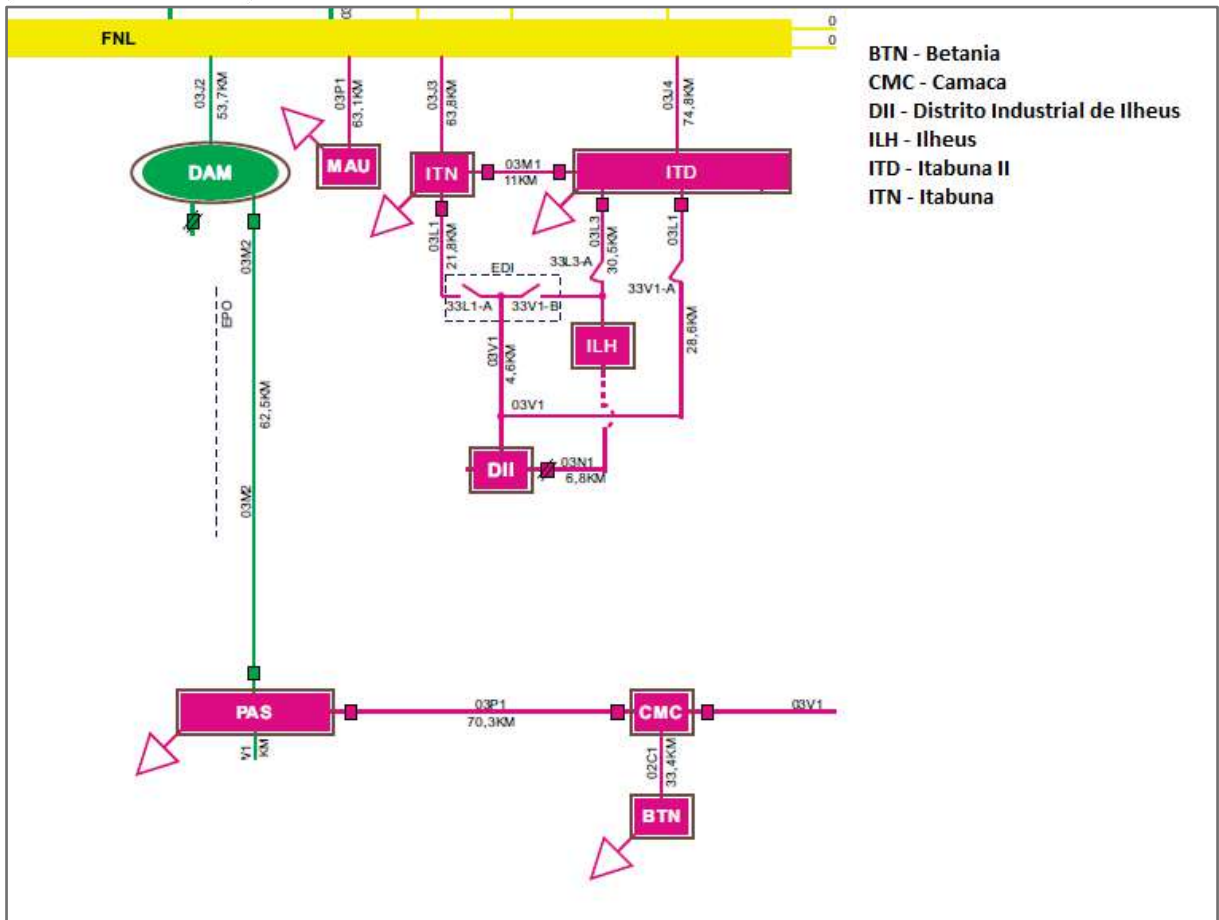 FNL
0
0
BTN - Betania
CMC - Camaca
DII - Distrito Industrial de Ilheus
ILH - Ilheus
ITD - Itabuna II
ITN - Itabuna
03J2
53,7KM
03P1
63,1KM
03J3
63,8KM
03J4
74,8KM
DAM
MAU
ITN
03M1
11KM
ITD
03M2
03L1
21,8KM
03L3
30,5KM
03L1
33L3-A
EDI
33V1-A
33L1-A
33V1-B
EPO
ILH
28,6KM
03V1
4,6KM
62,5KM
03V1
DII
03N1
6,8KM
03M2
PAS
03P1
70,3KM
CMC
03V1
V1
KM
02C1
33,4KM
BTN